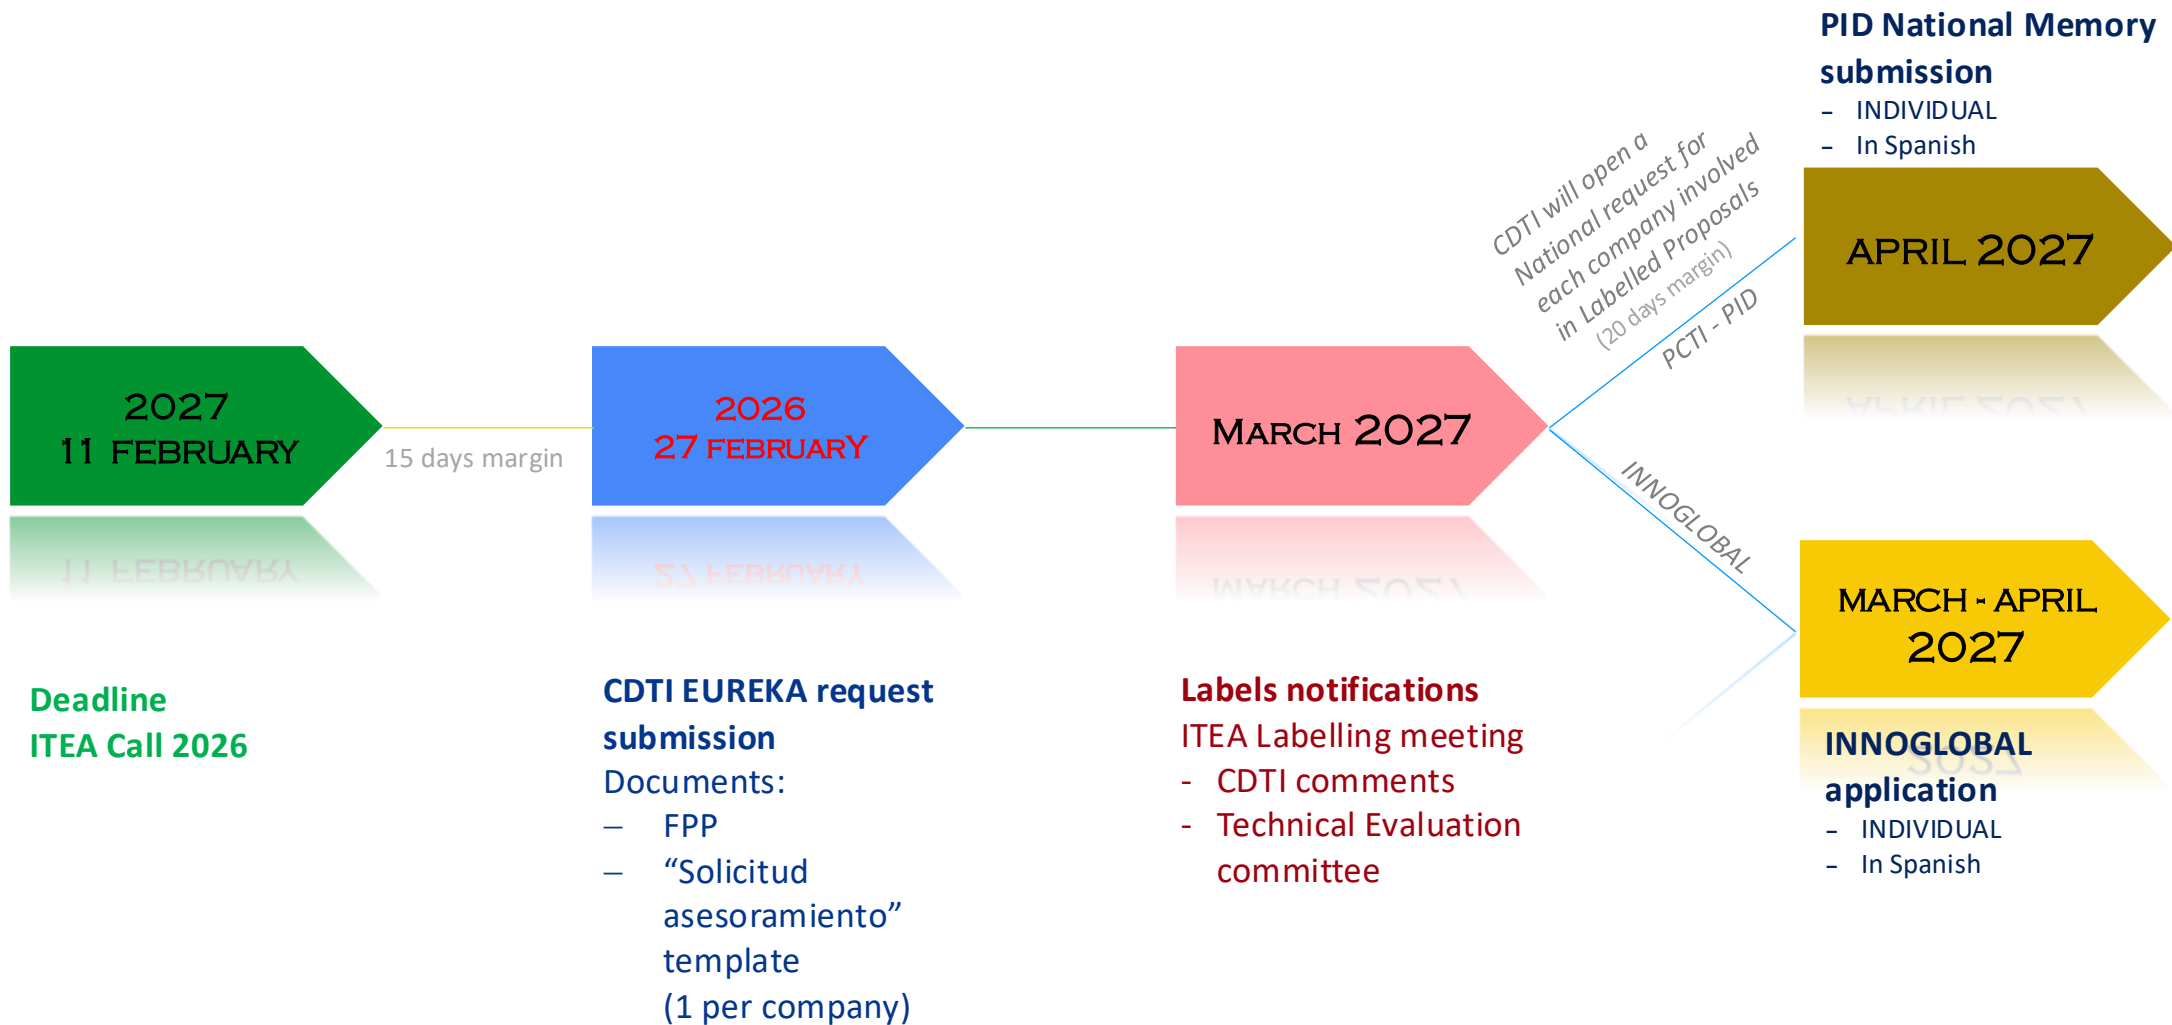 2027
11 FEBRUARY
Deadline
ITEA Call 2026
15 days margin
2026
27 FEBRUARY
CDTI EUREKA request
submission
Documents:
– FPP
– “Solicitud
asesoramiento”
template
(1 per company)
MARCH 2027
Labels notifications
ITEA Labelling meeting
- CDTI comments
- Technical Evaluation
committee
CDTI will open a
National request for
each company involved
in Labelled Proposals
(20 days margin)
PCTI - PID
PID National Memory
submission
– INDIVIDUAL
– In Spanish
APRIL 2027
INNOGLOBAL
MARCH - APRIL
2027
INNOGLOBAL
application
– INDIVIDUAL
– In Spanish